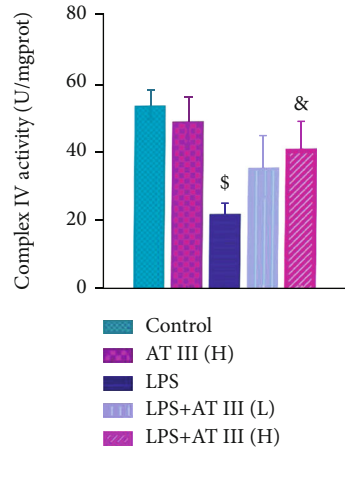 Complex IV activity (U/mgprot)
80
60
40
20
0
$
&
Control
AT III (H)
LPS
LPS+AT III (L)
LPS+AT III (H)